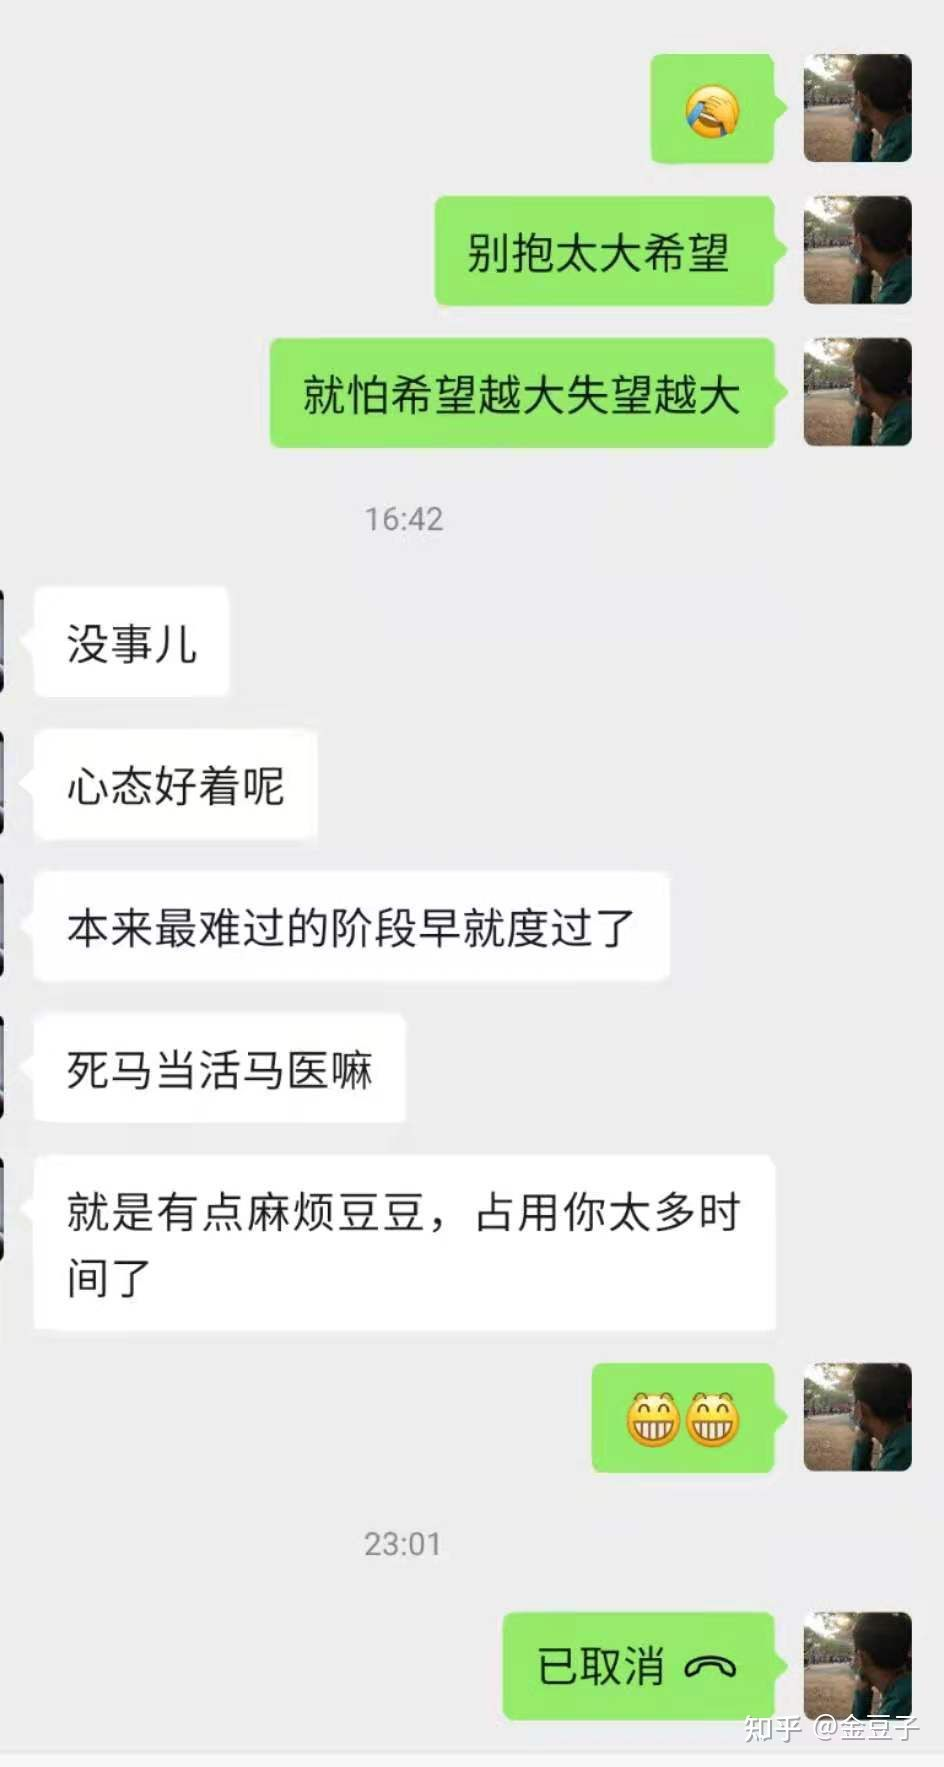 🤦
别抱太大希望
就怕希望越大失望越大
16:42
没事儿
心态好着呢
本来最难过的阶段早就度过了
死马当活马医嘛
就是有点麻烦豆豆，占用你太多时
间了
😁😁
23:01
已取消
知乎 @金豆子